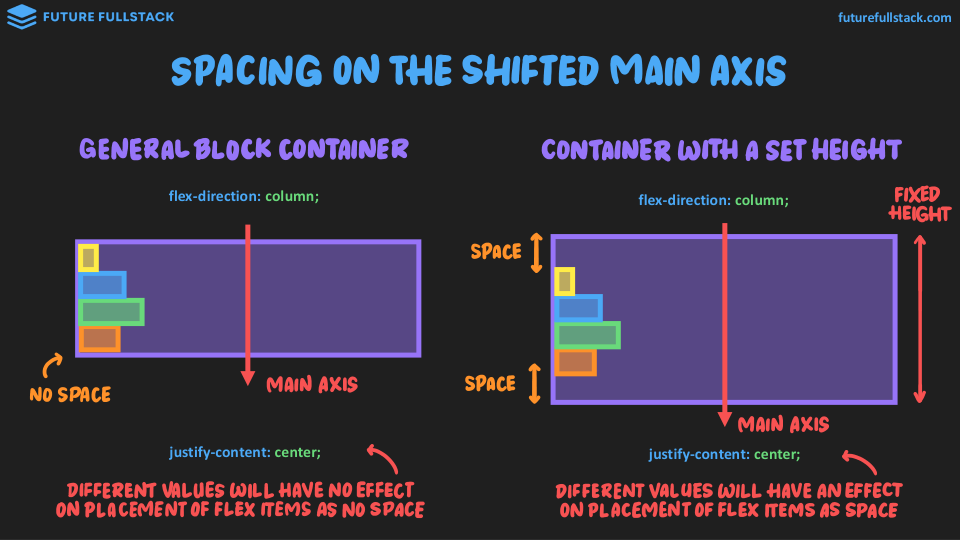 FUTURE FULLSTACK
futurefullstack.com
SPACING ON THE SHIFTED MAIN AXIS
GENERAL BLOCK CONTAINER
flex-direction: column;
NO SPACE
MAIN AXIS
justify-content: center;
DIFFERENT VALUES WILL HAVE NO EFFECT
ON PLACEMENT OF FLEX ITEMS AS NO SPACE
CONTAINER WITH A SET HEIGHT
flex-direction: column;
FIXED
HEIGHT
SPACE
SPACE
MAIN AXIS
justify-content: center;
DIFFERENT VALUES WILL HAVE AN EFFECT
ON PLACEMENT OF FLEX ITEMS AS SPACE